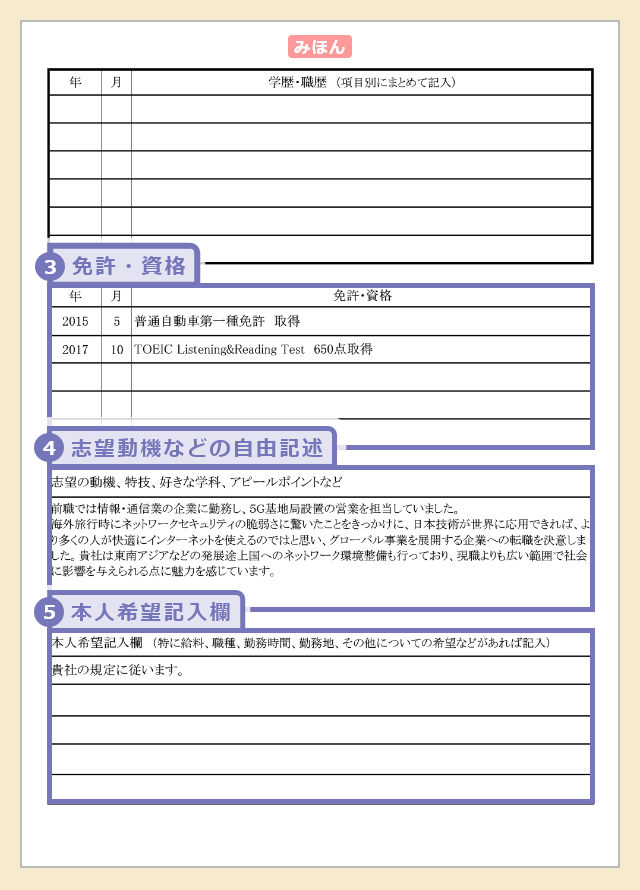 みほん
年 月 学歴・職歴 (項目別にまとめて記入)
3 免許・資格
年 月 免許・資格
2015 5 普通自動車第一種免許 取得
2017 10 TOEIC Listening&Reading Test 650点取得
4 志望動機などの自由記述
志望の動機、特技、好きな学科、アピールポイントなど
前職では情報・通信業の企業に勤務し、5G基地局設置の営業を担当していました。
海外旅行時にネットワークセキュリティの脆弱さに驚いたことをきっかけに、日本技術が世界に応用できれば、よ
り多くの人が快適にインターネットを使えるのではと思い、グローバル事業を展開する企業への転職を決意しま
した。貴社は東南アジアなどの発展途上国へのネットワーク環境整備も行っており、現職よりも広い範囲で社会
に影響を与えられる点に魅力を感じています。
5 本人希望記入欄
本人希望記入欄 (特に給料、職種、勤務時間、勤務地、その他についての希望などがあれば記入)
貴社の規定に従います。